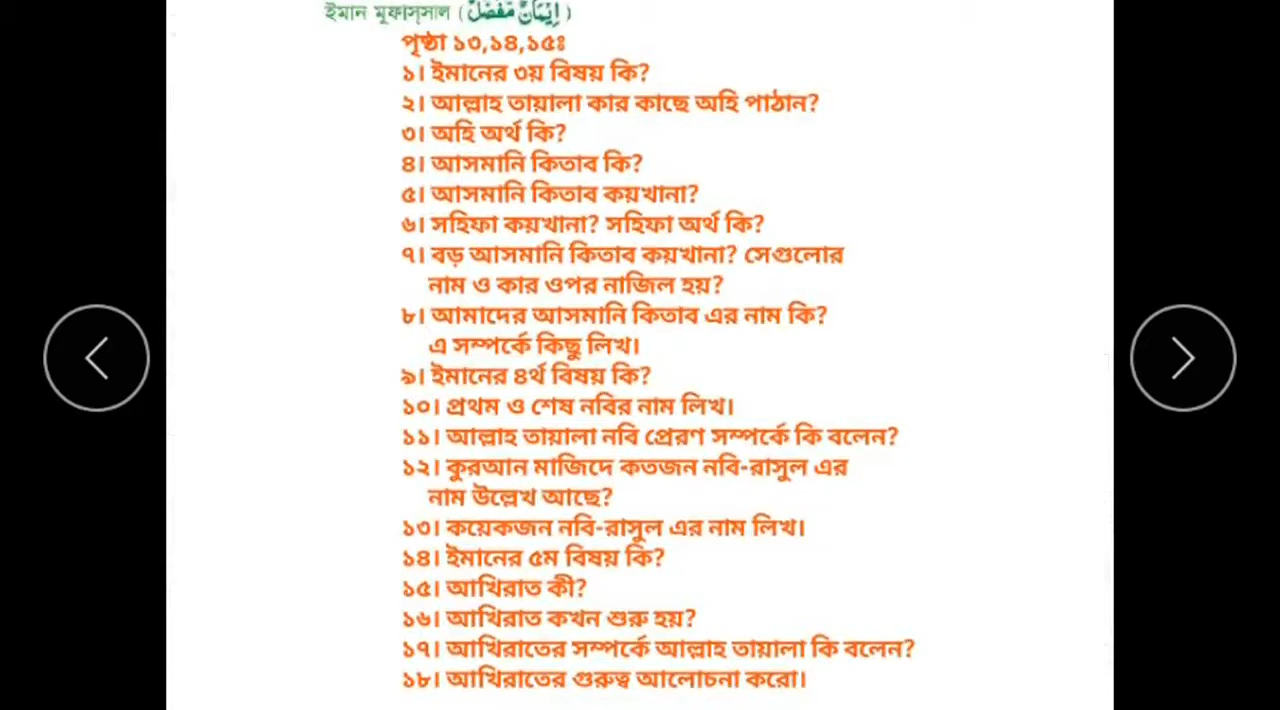 ইমান মুফাস্সাল (إِيْمَانٌ مُفَصَّلٌ)
পৃষ্ঠা ১৩,১৪,১৫ঃ
১। ইমানের ৩য় বিষয় কি?
২। আল্লাহ তায়ালা কার কাছে অহি পাঠান?
৩। অহি অর্থ কি?
৪। আসমানি কিতাব কি?
৫। আসমানি কিতাব কয়খানা?
৬। সহিফা কয়খানা? সহিফা অর্থ কি?
৭। বড় আসমানি কিতাব কয়খানা? সেগুলোর
নাম ও কার ওপর নাজিল হয়?
৮। আমাদের আসমানি কিতাব এর নাম কি?
এ সম্পর্কে কিছু লিখ।
৯। ইমানের ৪র্থ বিষয় কি?
১০। প্রথম ও শেষ নবির নাম লিখ।
১১। আল্লাহ তায়ালা নবি প্রেরণ সম্পর্কে কি বলেন?
১২। কুরআন মাজিদে কতজন নবি-রাসুল এর
নাম উল্লেখ আছে?
১৩। কয়েকজন নবি-রাসুল এর নাম লিখ।
১৪। ইমানের ৫ম বিষয় কি?
১৫। আখিরাত কী?
১৬। আখিরাত কখন শুরু হয়?
১৭। আখিরাতের সম্পর্কে আল্লাহ তায়ালা কি বলেন?
১৮। আখিরাতের গুরুত্ব আলোচনা করো।